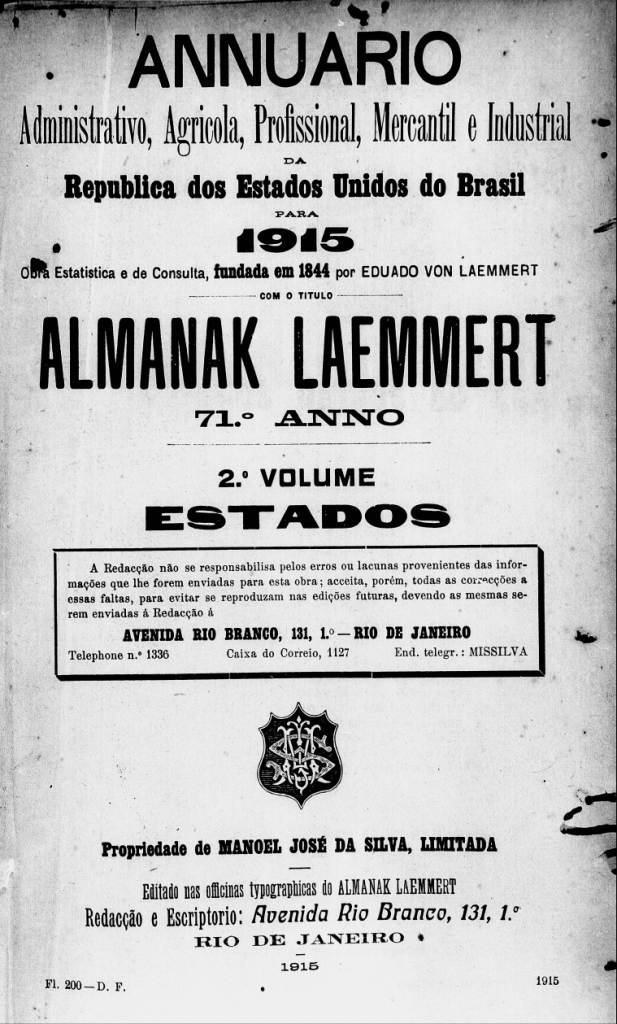 ANNUARIO
Administrativo, Agricola, Profissional, Mercantil e Industrial
DA
Republica dos Estados Unidos do Brasil
PARA
1915
Obra Estatistica e de Consulta, fundada em 1844 por EDUADO VON LAEMMERT
COM O TITULO
ALMANAK LAEMMERT
71.º ANNO
2.º VOLUME
ESTADOS
A Redacção não se responsabilisa pelos erros ou lacunas provenientes das infor-
mações que lhe forem enviadas para esta obra; acceita, porém, todas as correcções a
essas faltas, para evitar se reproduzam nas edições futuras, devendo as mesmas se-
rem enviadas á Redacção á
AVENIDA RIO BRANCO, 131, 1.º — RIO DE JANEIRO
Telephone n.º 1336 Caixa do Correio, 1127 End. telegr.: MISSILVA
Propriedade de MANOEL JOSÉ DA SILVA, LIMITADA
Editado nas officinas typographicas do ALMANAK LAEMMERT
Redacção e Escriptorio: Avenida Rio Branco, 131, 1.º
RIO DE JANEIRO
1915
Fl. 200 — D. F. 1915